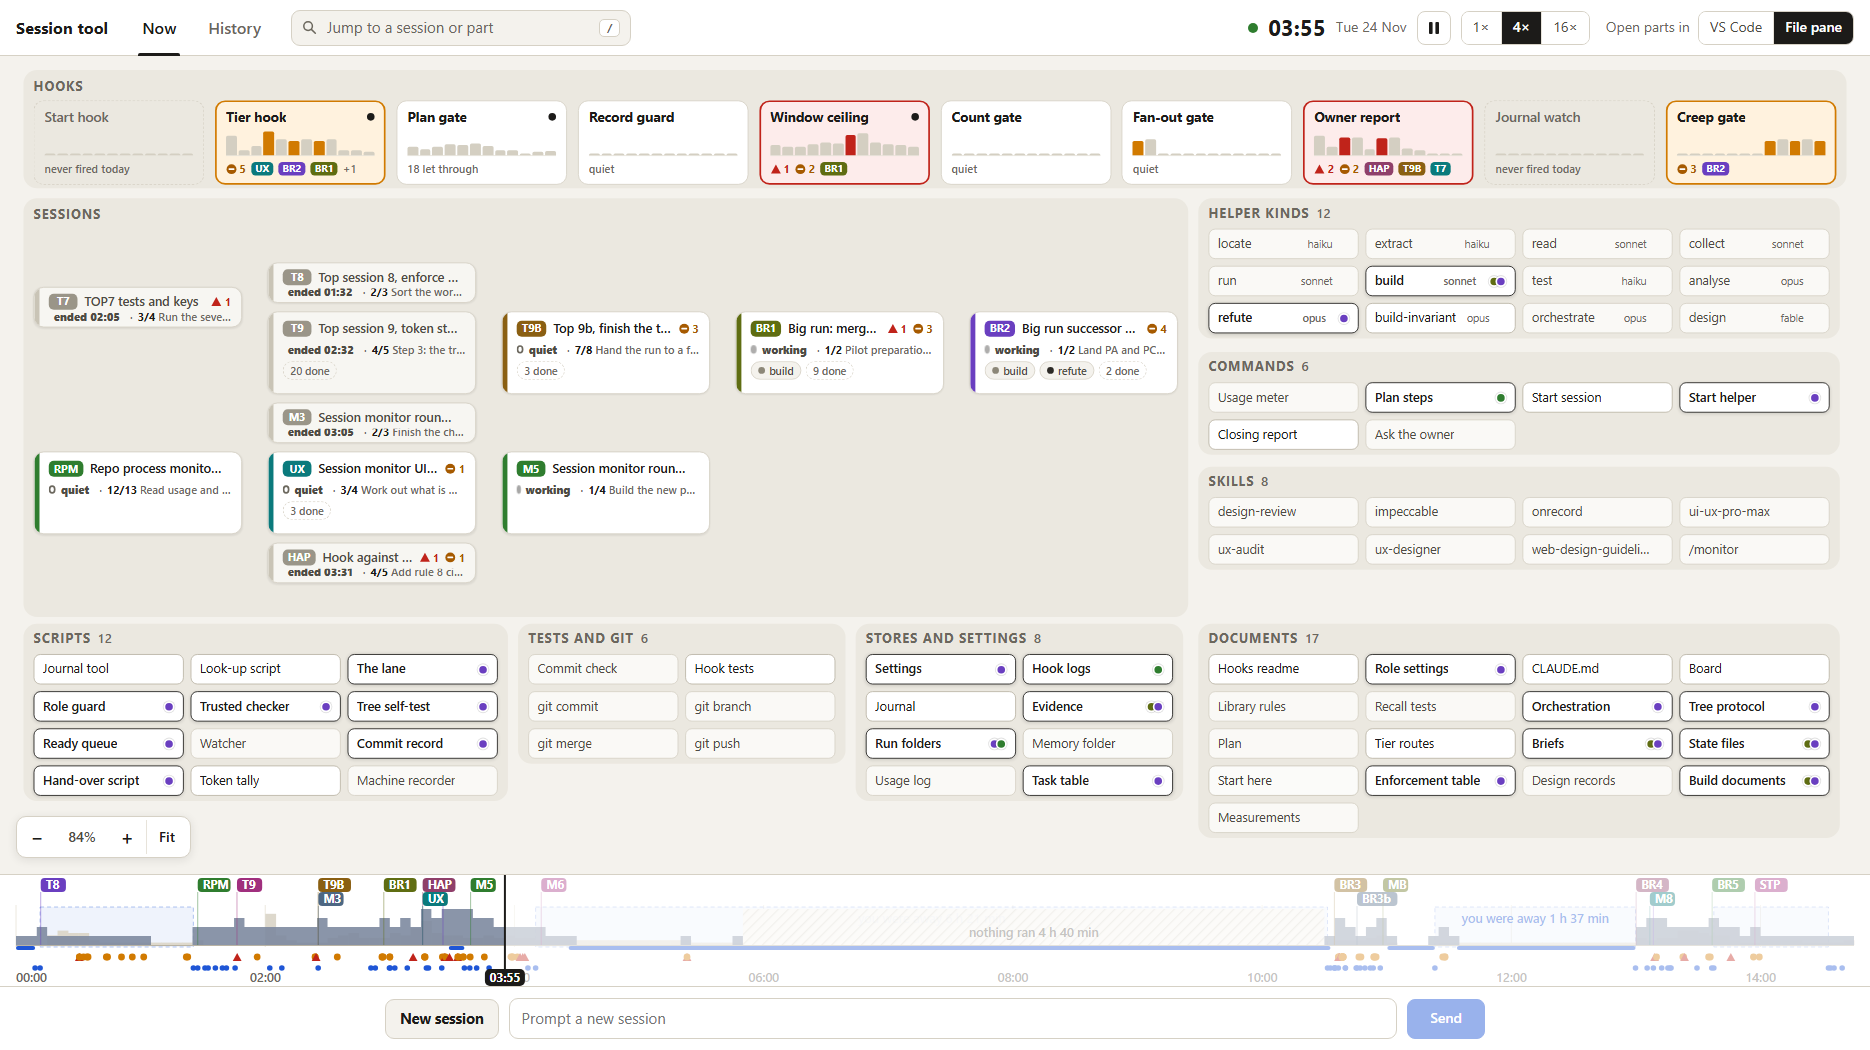 Session tool
Now
History
Jump to a session or part
/
03:55
Tue 24 Nov
1×
4×
16×
Open parts in
VS Code
File pane
HOOKS
Start hook
never fired today
Tier hook
5 UX BR2 BR1 +1
Plan gate
18 let through
Record guard
quiet
Window ceiling
1 2 BR1
Count gate
quiet
Fan-out gate
quiet
Owner report
2 2 HAP T9B T7
Journal watch
never fired today
Creep gate
3 BR2
SESSIONS
T7 TOP7 tests and keys 1
ended 02:05 · 3/4 Run the seve...
T8 Top session 8, enforce ...
ended 01:32 · 2/3 Sort the wor...
T9 Top session 9, token st...
ended 02:32 · 4/5 Step 3: the tr...
20 done
T9B Top 9b, finish the t... 3
quiet · 7/8 Hand the run to a f...
3 done
BR1 Big run: merg... 1 3
working · 1/2 Pilot preparatio...
build 9 done
BR2 Big run successor ... 4
working · 1/2 Land PA and PC...
build refute 2 done
M3 Session monitor roun...
ended 03:05 · 2/3 Finish the ch...
RPM Repo process monito...
quiet · 12/13 Read usage and ...
UX Session monitor UI... 1
quiet · 3/4 Work out what is ...
3 done
M5 Session monitor roun...
working · 1/4 Build the new p...
HAP Hook against ... 1 1
ended 03:31 · 4/5 Add rule 8 ci...
HELPER KINDS 12
locate haiku
extract haiku
read sonnet
collect sonnet
run sonnet
build sonnet
test haiku
analyse opus
refute opus
build-invariant opus
orchestrate opus
design fable
COMMANDS 6
Usage meter
Plan steps
Start session
Start helper
Closing report
Ask the owner
SKILLS 8
design-review
impeccable
onrecord
ui-ux-pro-max
ux-audit
ux-designer
web-design-guideli...
/monitor
SCRIPTS 12
Journal tool
Look-up script
The lane
Role guard
Trusted checker
Tree self-test
Ready queue
Watcher
Commit record
Hand-over script
Token tally
Machine recorder
TESTS AND GIT 6
Commit check
Hook tests
git commit
git branch
git merge
git push
STORES AND SETTINGS 8
Settings
Hook logs
Journal
Evidence
Run folders
Memory folder
Usage log
Task table
DOCUMENTS 17
Hooks readme
Role settings
CLAUDE.md
Board
Library rules
Recall tests
Orchestration
Tree protocol
Plan
Tier routes
Briefs
State files
Start here
Enforcement table
Design records
Build documents
Measurements
− 84% + Fit
T8 RPM T9 T9B BR1 HAP M5 M6 BR3 MB BR4 BR5 STP
M3 UX BR3b M8
nothing ran 4 h 40 min
you were away 1 h 37 min
00:00 02:00 03:55 06:00 08:00 10:00 12:00 14:00
New session
Prompt a new session
Send